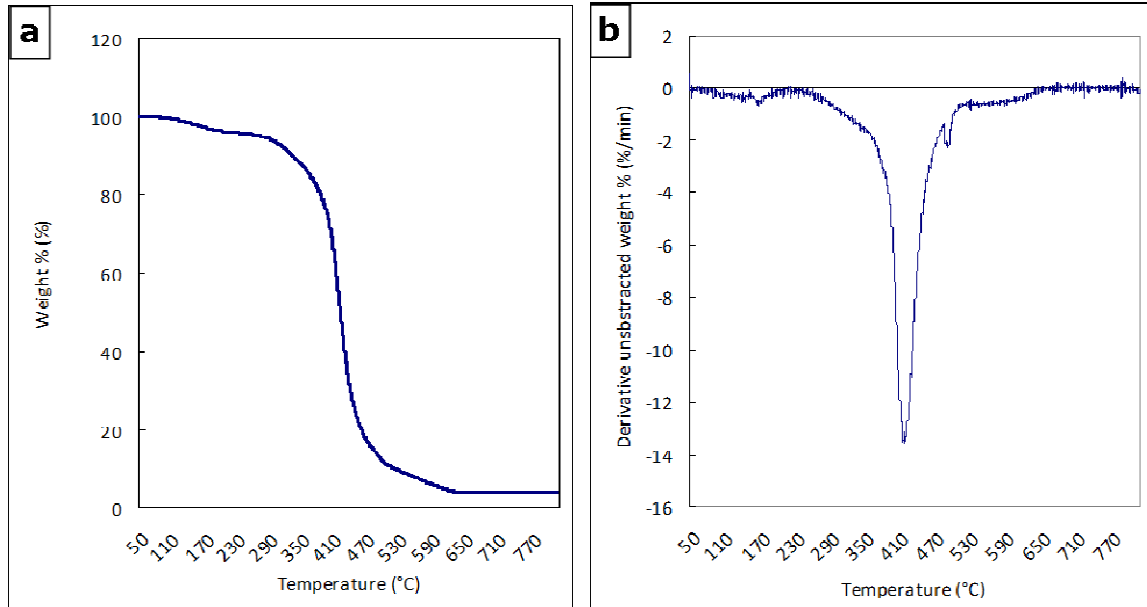 a
120
100
80
60
40
20
0
Weight % (%)
50 110 170 230 290 350 410 470 530 590 650 710 770
Temperature (°C)
b
2
0
-2
-4
-6
-8
-10
-12
-14
-16
Derivative unsbstracted weight % (%/min)
50 110 170 230 290 350 410 470 530 590 650 710 770
Temperature (°C)